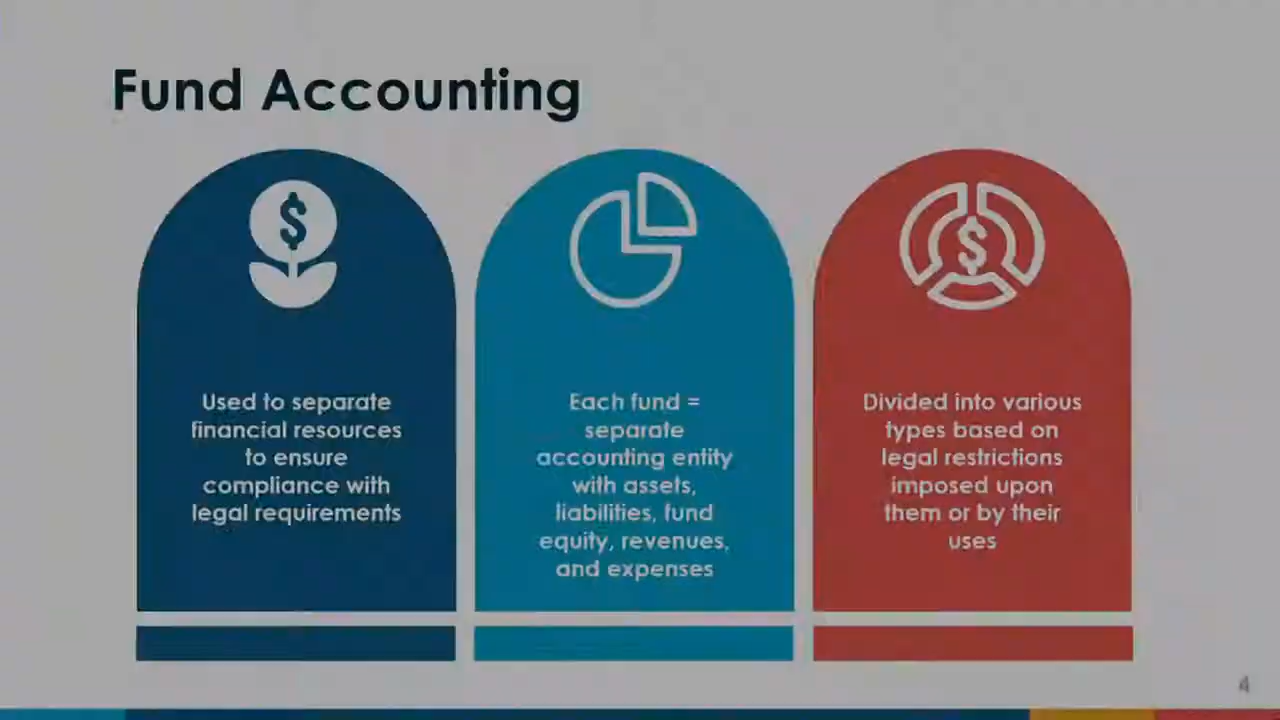 Fund Accounting
Used to separate
financial resources
to ensure
compliance with
legal requirements
Each fund =
separate
accounting entity
with assets,
liabilities, fund
equity, revenues,
and expenses
Divided into various
types based on
legal restrictions
imposed upon
them or by their
uses
4